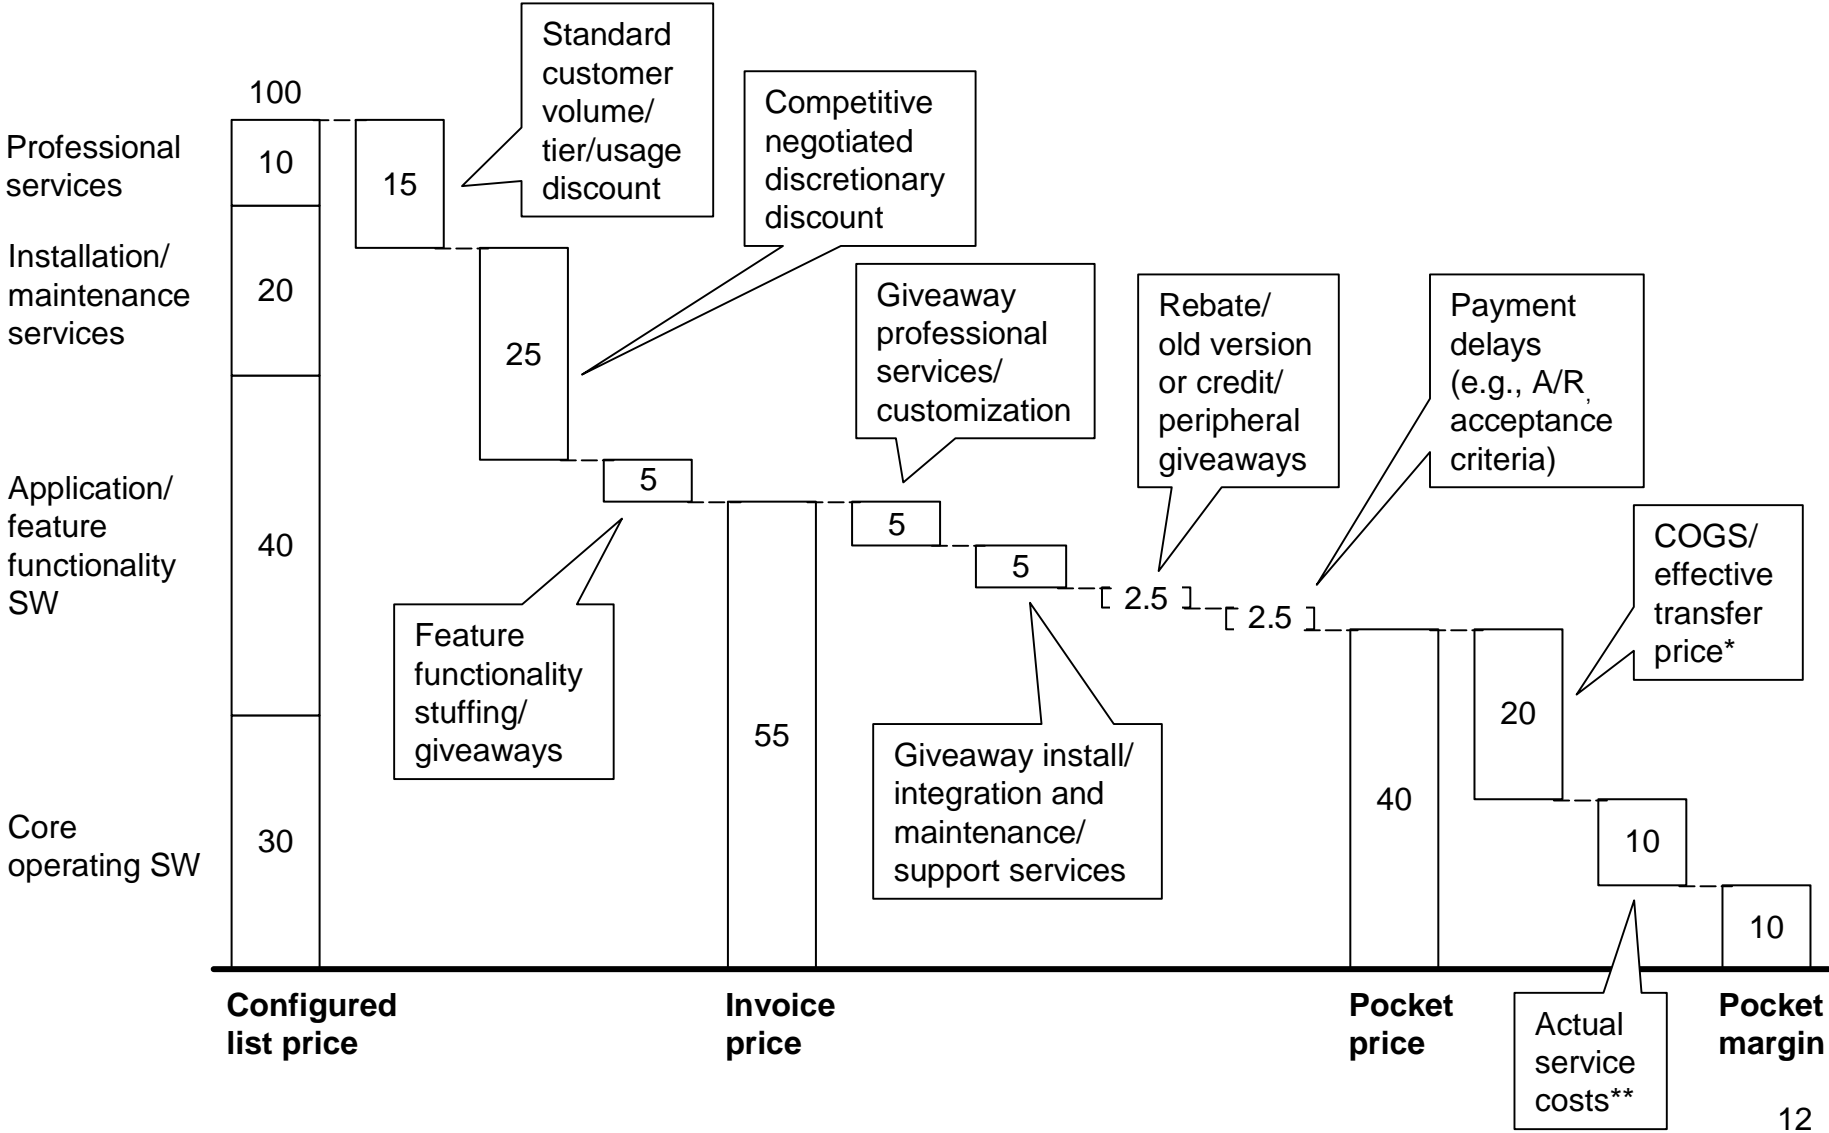 Standard
customer
volume/
tier/usage
discount
100
Competitive
negotiated
discretionary
discount
Professional
services
10
15
Installation/
maintenance
services
20
25
Giveaway
professional
services/
customization
Rebate/
old version
or credit/
peripheral
giveaways
Payment
delays
(e.g., A/R,
acceptance
criteria)
Application/
feature
functionality
SW
40
5
5
5
2.5
2.5
COGS/
effective
transfer
price*
Feature
functionality
stuffing/
giveaways
55
Giveaway install/
integration and
maintenance/
support services
40
20
Core
operating SW
30
10
10
Configured
list price
Invoice
price
Pocket
price
Actual
service
costs**
Pocket
margin
12